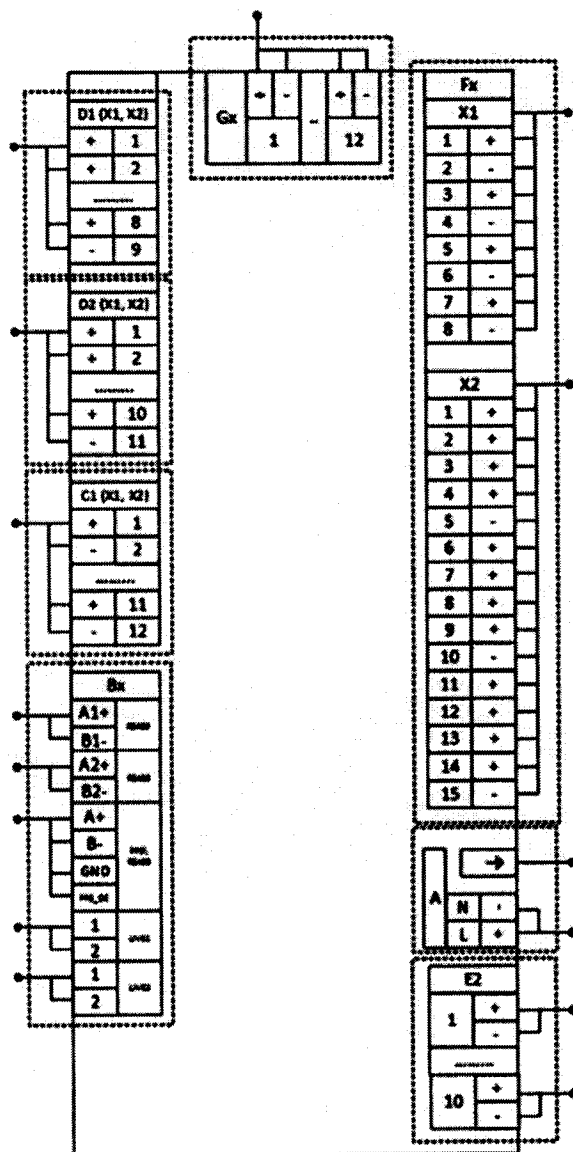 Gx
+ - - + -
1 12
D1 (X1, X2)
+ 1
+ 2
..........
+ 8
- 9
D2 (X1, X2)
+ 1
+ 2
..........
+ 10
- 11
C1 (X1, X2)
+ 1
- 2
..........
+ 11
- 12
Bx
A1+
B1-
A2+
B2-
A+
B-
GND
1
2
1
2
Fx
X1
1 +
2 -
3 +
4 -
5 +
6 -
7 +
8 -
X2
1 +
2 +
3 +
4 +
5 -
6 +
7 +
8 +
9 +
10 -
11 +
12 +
13 +
14 +
15 -
A
N -
L +
E2
1 +
-
..........
10 +
-